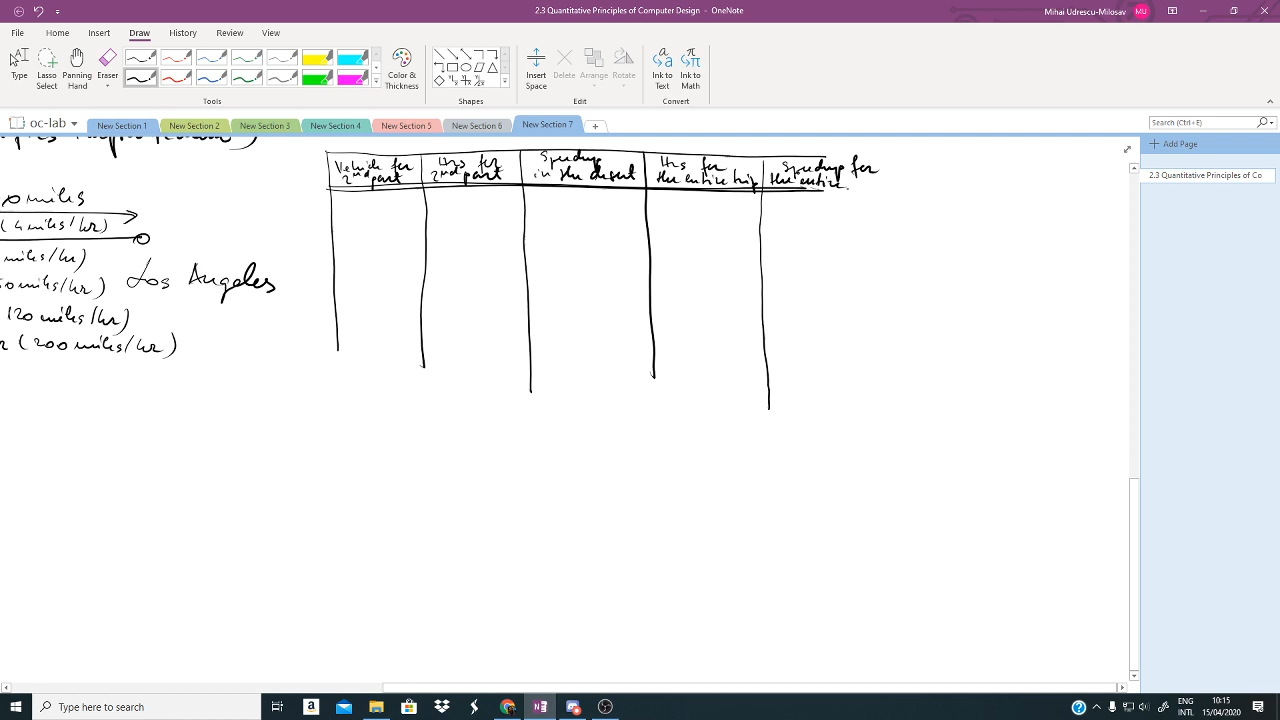 2.3 Quantitative Principles of Computer Design – OneNote
Mihai Udrescu-Milosav MU
File Home Insert Draw History Review View
Type
Lasso Select
Panning Hand
Eraser
Color & Thickness
Insert Space
Delete
Arrange
Rotate
Ink to Text
Ink to Math
Tools
Shapes
Edit
Convert
oc-lab
New Section 1 New Section 2 New Section 3 New Section 4 New Section 5 New Section 6 New Section 7
Search (Ctrl+E)
Add Page
2.3 Quantitative Principles of Co
Vehicle for
2nd part
Hrs for
2nd part
Speedup
in the desert
Hrs for
the entire trip
Speedup for
the entire
0 miles
(4 miles/hr)
miles/hr)
0 miles/hr)
Los Angeles
120 miles/hr)
(200 miles/hr)
Type here to search
ENG
INTL
10:15
15/04/2020